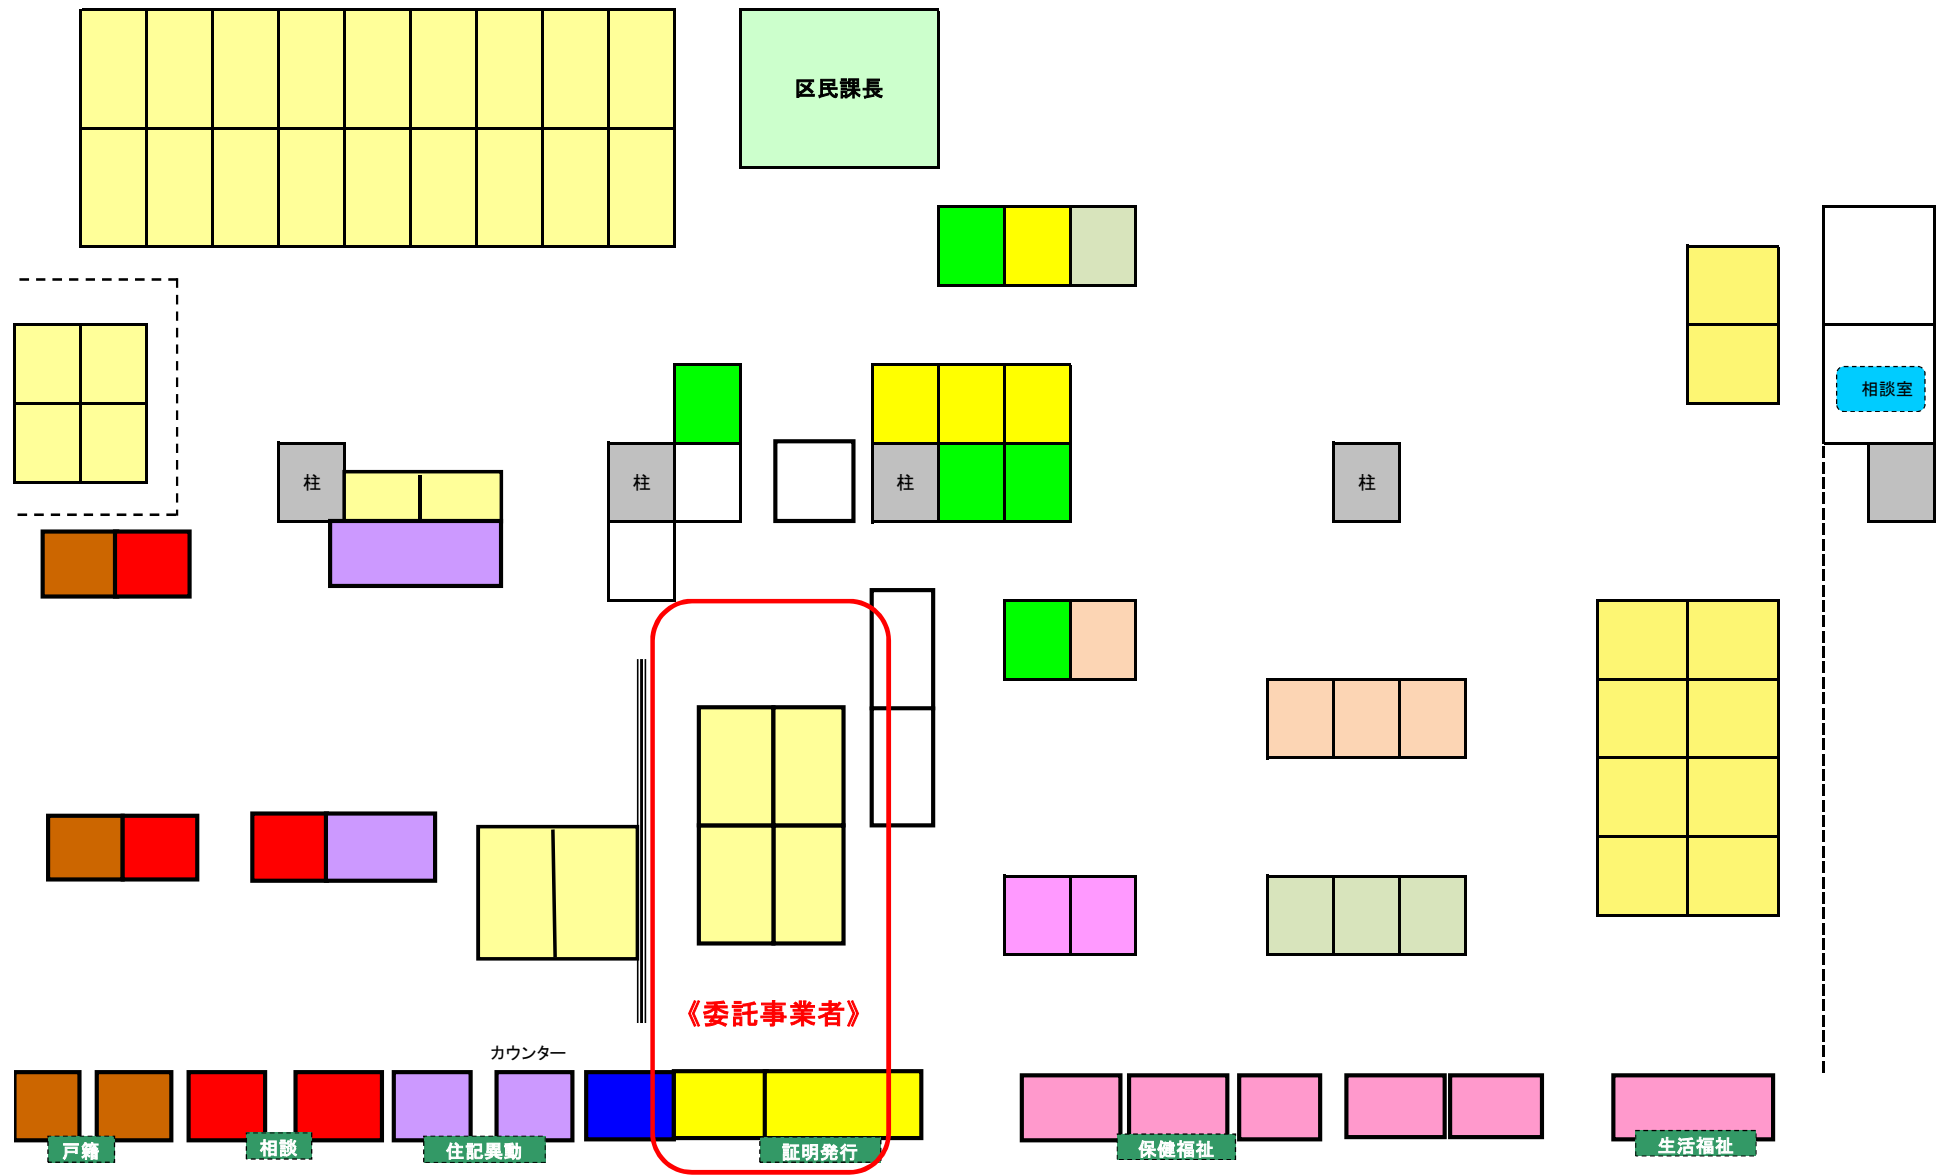 区民課長
相談室
柱
柱
柱
柱
《委託事業者》
カウンター
戸籍
相談
住記異動
証明発行
保健福祉
生活福祉